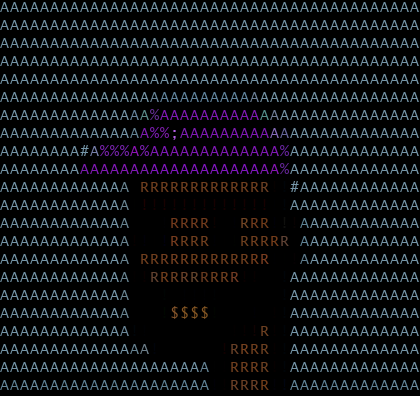 AAAAAAAAAAAAAAAAAAAAAAAAAAAAAAAAAAAAAAAAAA
AAAAAAAAAAAAAAAAAAAAAAAAAAAAAAAAAAAAAAAAAA
AAAAAAAAAAAAAAAAAAAAAAAAAAAAAAAAAAAAAAAAAA
AAAAAAAAAAAAAAAAAAAAAAAAAAAAAAAAAAAAAAAAAA
AAAAAAAAAAAAAAAAAAAAAAAAAAAAAAAAAAAAAAAAAA
AAAAAAAAAAAAAAAAAAAAAAAAAAAAAAAAAAAAAAAAAA
AAAAAAAAAAAAAAA%AAAAAAAAAAAAAAAAAAAAAAAAAA
AAAAAAAAAAAAAAA%%;AAAAAAAAAAAAAAAAAAAAAAAA
AAAAAAAA#A%%%A%AAAAAAAAAAAAA%AAAAAAAAAAAAA
AAAAAAAAAAAAAAAAAAAAAAAAAAAA%AAAAAAAAAAAAA
AAAAAAAAAAAAA RRRRRRRRRRRRR  #AAAAAAAAAAAA
AAAAAAAAAAAAA                AAAAAAAAAAAAA
AAAAAAAAAAAAA    RRRR   RRR ! AAAAAAAAAAAA
AAAAAAAAAAAAA    RRRR   RRRRR AAAAAAAAAAAA
AAAAAAAAAAAAA RRRRRRRRRRRRR   AAAAAAAAAAAA
AAAAAAAAAAAAA  RRRRRRRRR     AAAAAAAAAAAAA
AAAAAAAAAAAAA                AAAAAAAAAAAAA
AAAAAAAAAAAAA    $$$$        AAAAAAAAAAAAA
AAAAAAAAAAAAA             R  AAAAAAAAAAAAA
AAAAAAAAAAAAAAA        RRRR  AAAAAAAAAAAAA
AAAAAAAAAAAAAAAAAAAAA  RRRR  AAAAAAAAAAAAA
AAAAAAAAAAAAAAAAAAAAA  RRRR  AAAAAAAAAAAAA